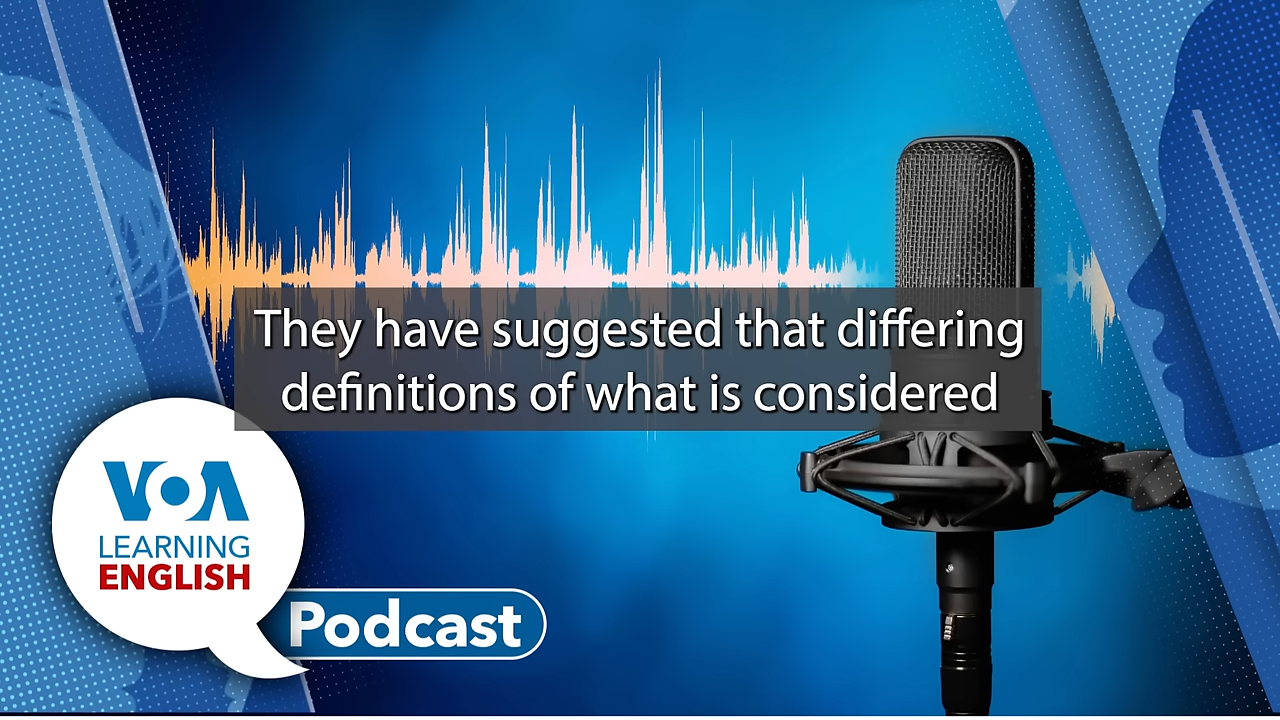 They have suggested that differing
definitions of what is considered
VOA
LEARNING
ENGLISH
Podcast